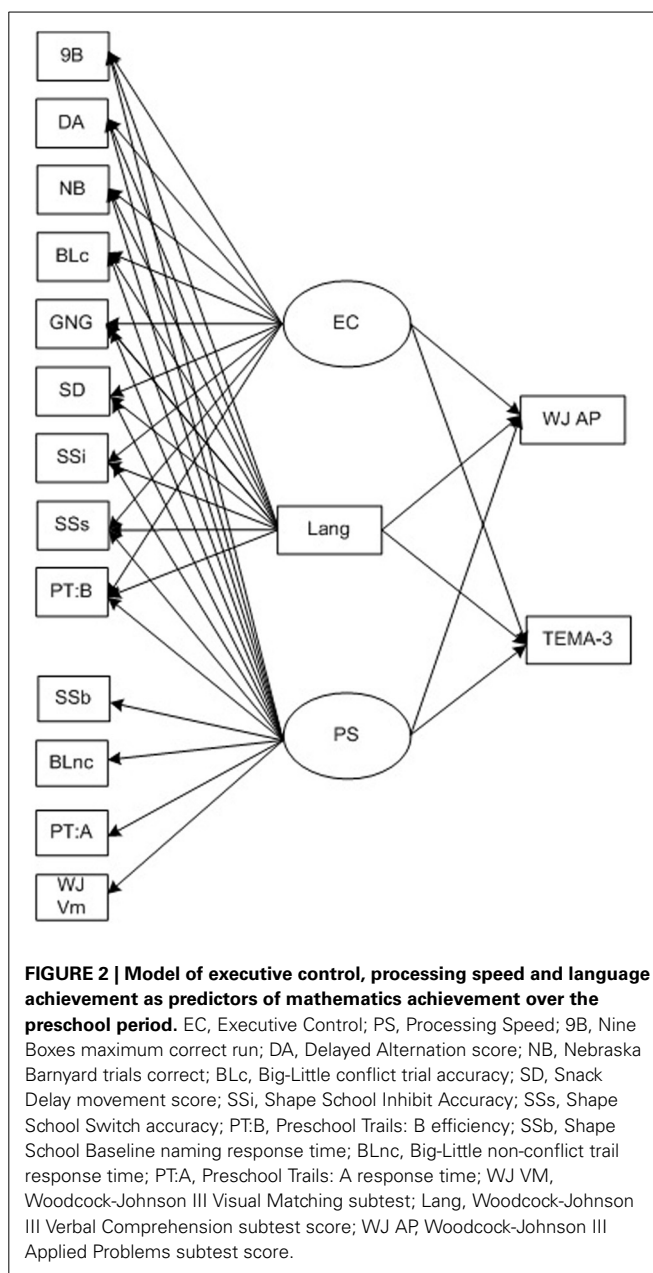 9B
DA
NB
BLc
GNG
SD
SSi
SSs
PT:B
SSb
BLnc
PT:A
WJ
Vm
EC
Lang
PS
WJ AP
TEMA-3
FIGURE 2 | Model of executive control, processing speed and language
achievement as predictors of mathematics achievement over the
preschool period. EC, Executive Control; PS, Processing Speed; 9B, Nine
Boxes maximum correct run; DA, Delayed Alternation score; NB, Nebraska
Barnyard trials correct; BLc, Big-Little conflict trial accuracy; SD, Snack
Delay movement score; SSi, Shape School Inhibit Accuracy; SSs, Shape
School Switch accuracy; PT:B, Preschool Trails: B efficiency; SSb, Shape
School Baseline naming response time; BLnc, Big-Little non-conflict trail
response time; PT:A, Preschool Trails: A response time; WJ VM,
Woodcock-Johnson III Visual Matching subtest; Lang, Woodcock-Johnson
III Verbal Comprehension subtest score; WJ AP, Woodcock-Johnson III
Applied Problems subtest score.